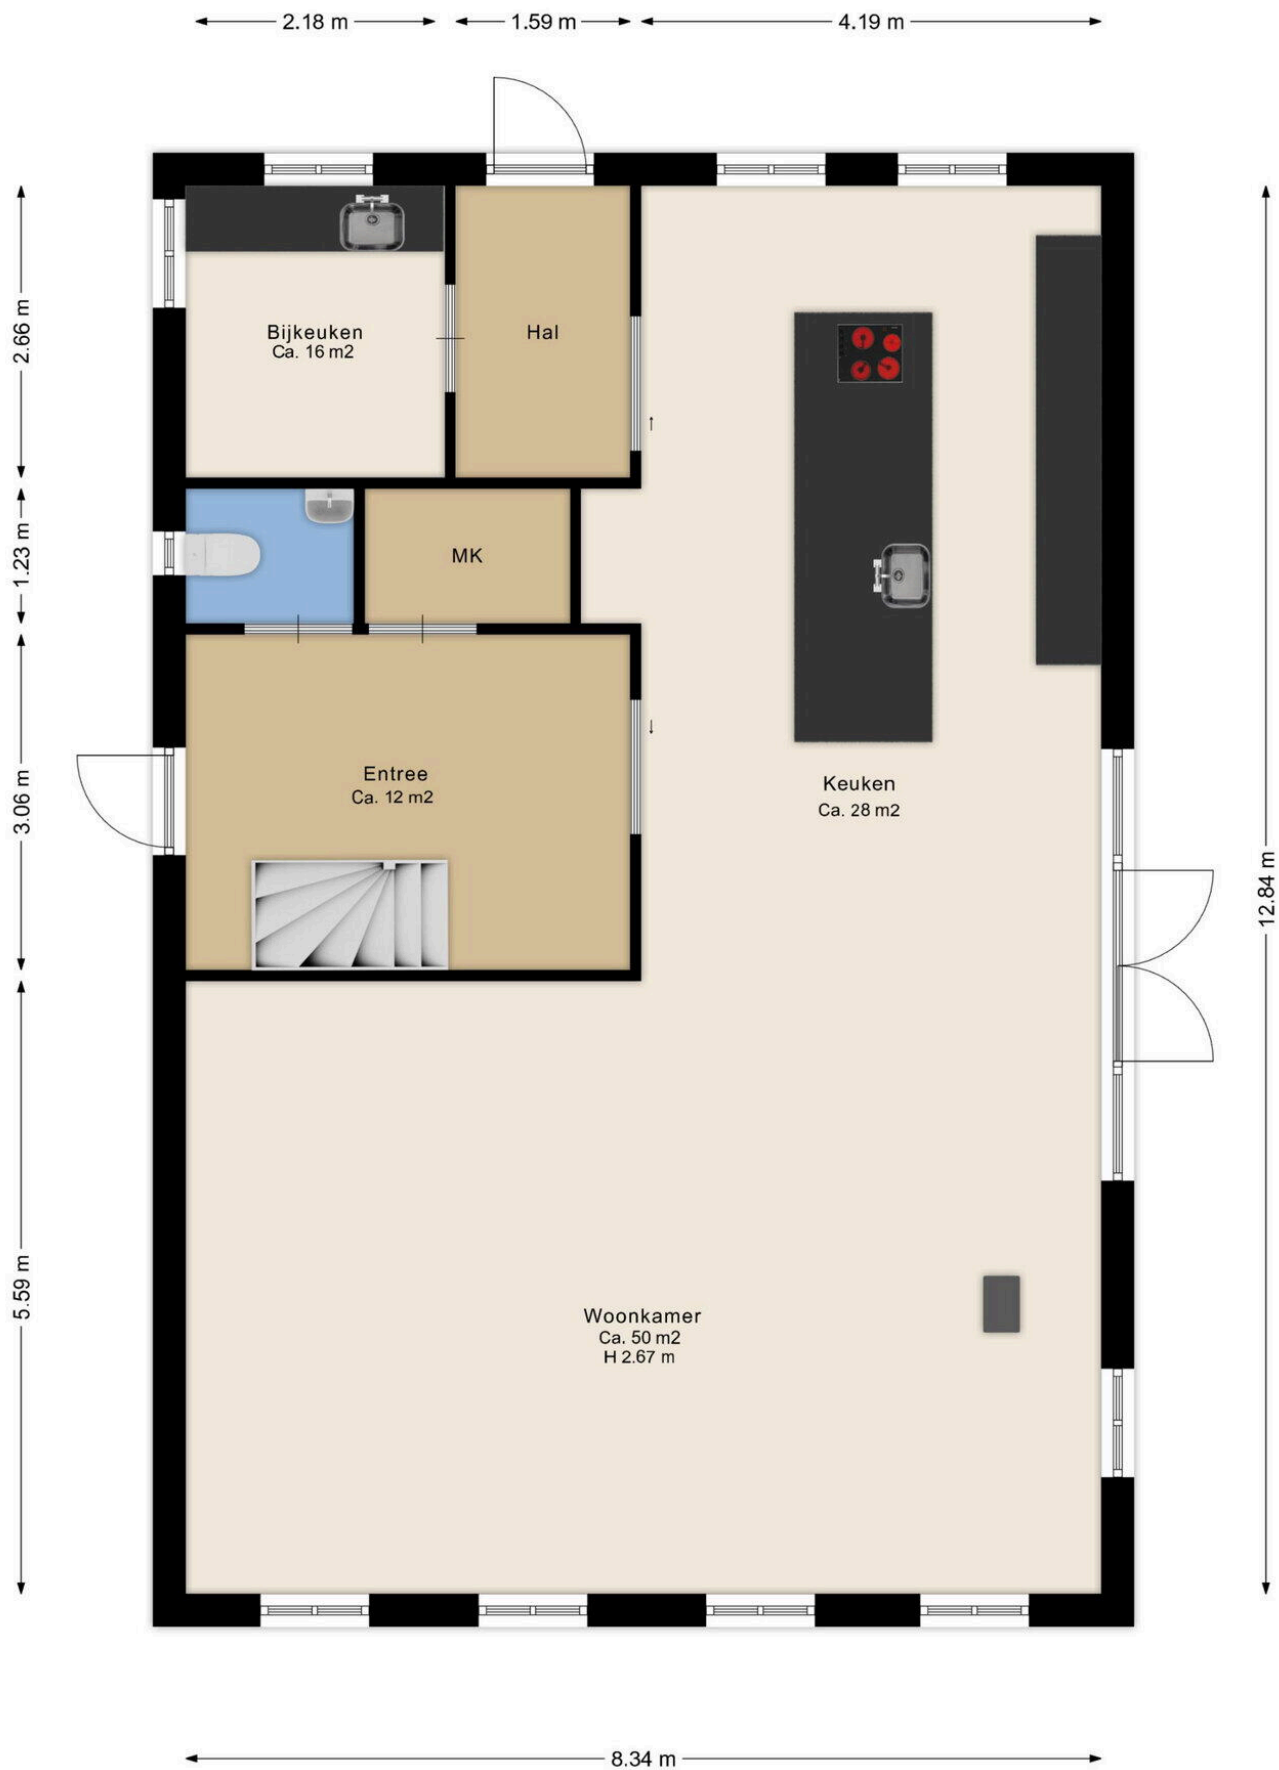 2.18 m
1.59 m
4.19 m
2.66 m
Bijkeuken
Ca. 16 m2
Hal
1.23 m
MK
3.06 m
Entree
Ca. 12 m2
Keuken
Ca. 28 m2
12.84 m
5.59 m
Woonkamer
Ca. 50 m2
H 2.67 m
8.34 m